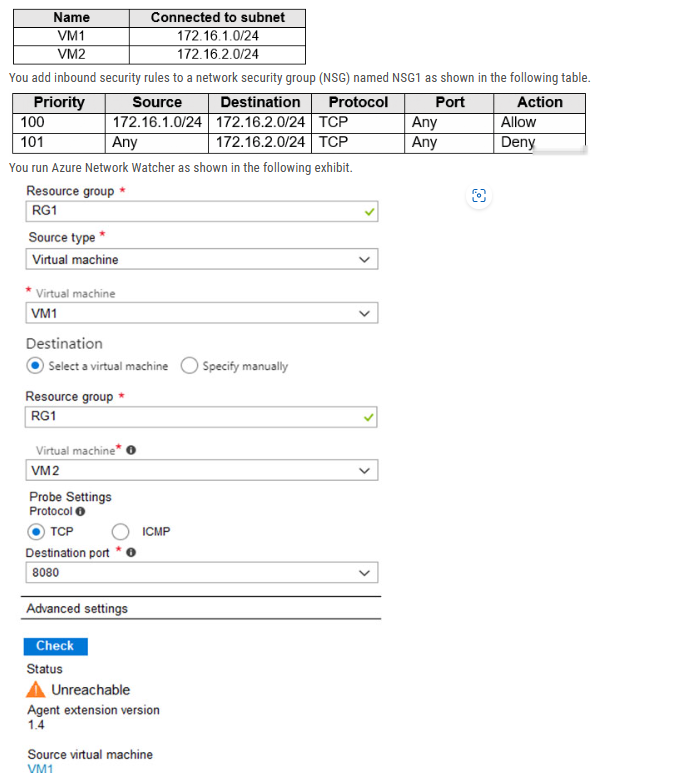 Name Connected to subnet
VM1 172.16.1.0/24
VM2 172.16.2.0/24
You add inbound security rules to a network security group (NSG) named NSG1 as shown in the following table.
Priority Source Destination Protocol Port Action
100 172.16.1.0/24 172.16.2.0/24 TCP Any Allow
101 Any 172.16.2.0/24 TCP Any Deny
You run Azure Network Watcher as shown in the following exhibit.
Resource group *
RG1
Source type *
Virtual machine
* Virtual machine
VM1
Destination
Select a virtual machine Specify manually
Resource group *
RG1
Virtual machine*
VM2
Probe Settings
Protocol
TCP ICMP
Destination port *
8080
Advanced settings
Check
Status
Unreachable
Agent extension version
1.4
Source virtual machine
VM1